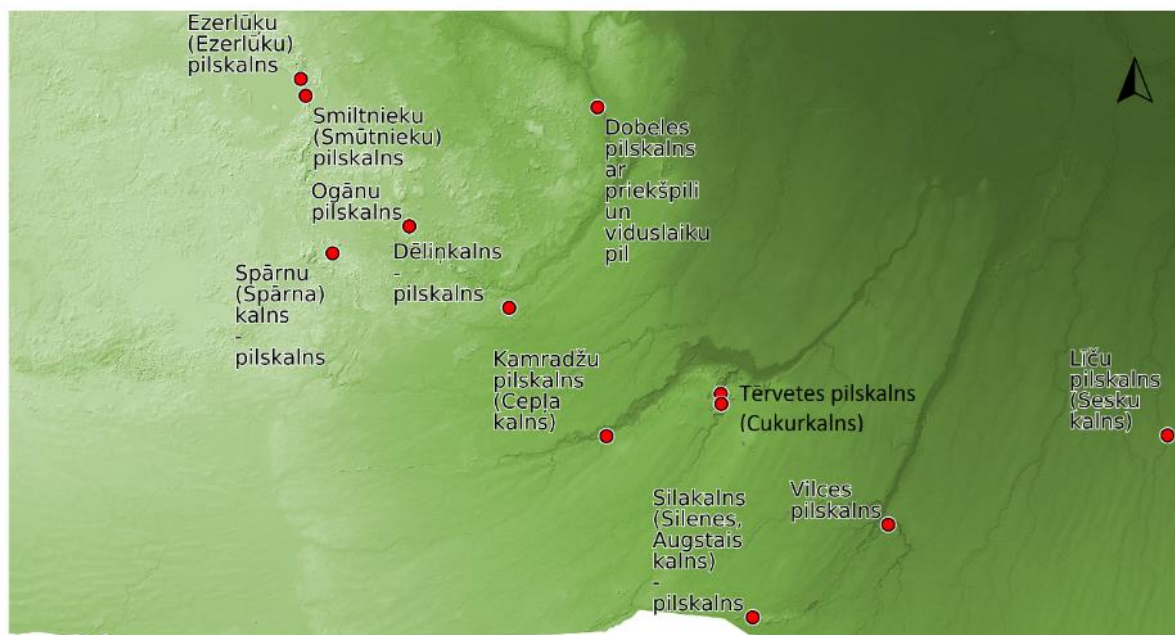 Ezerlūķu
(Ezerlūku)
pilskalns
Smiltnieku
(Smūtnieku)
pilskalns
Dobeles
pilskalns
ar
priekšpili
un
viduslaiku
pil
Ogānu
pilskalns
Dēliņkalns
-
pilskalns
Spārnu
(Spārna)
kalns
-
pilskalns
Kamradžu
pilskalns
(Cepļa
kalns)
Tērvetes pilskalns
(Cukurkalns)
Līču
pilskalns
(Sesku
kalns)
Silakalns
(Silenes,
Augstais
kalns)
-
pilskalns
Vilces
pilskalns